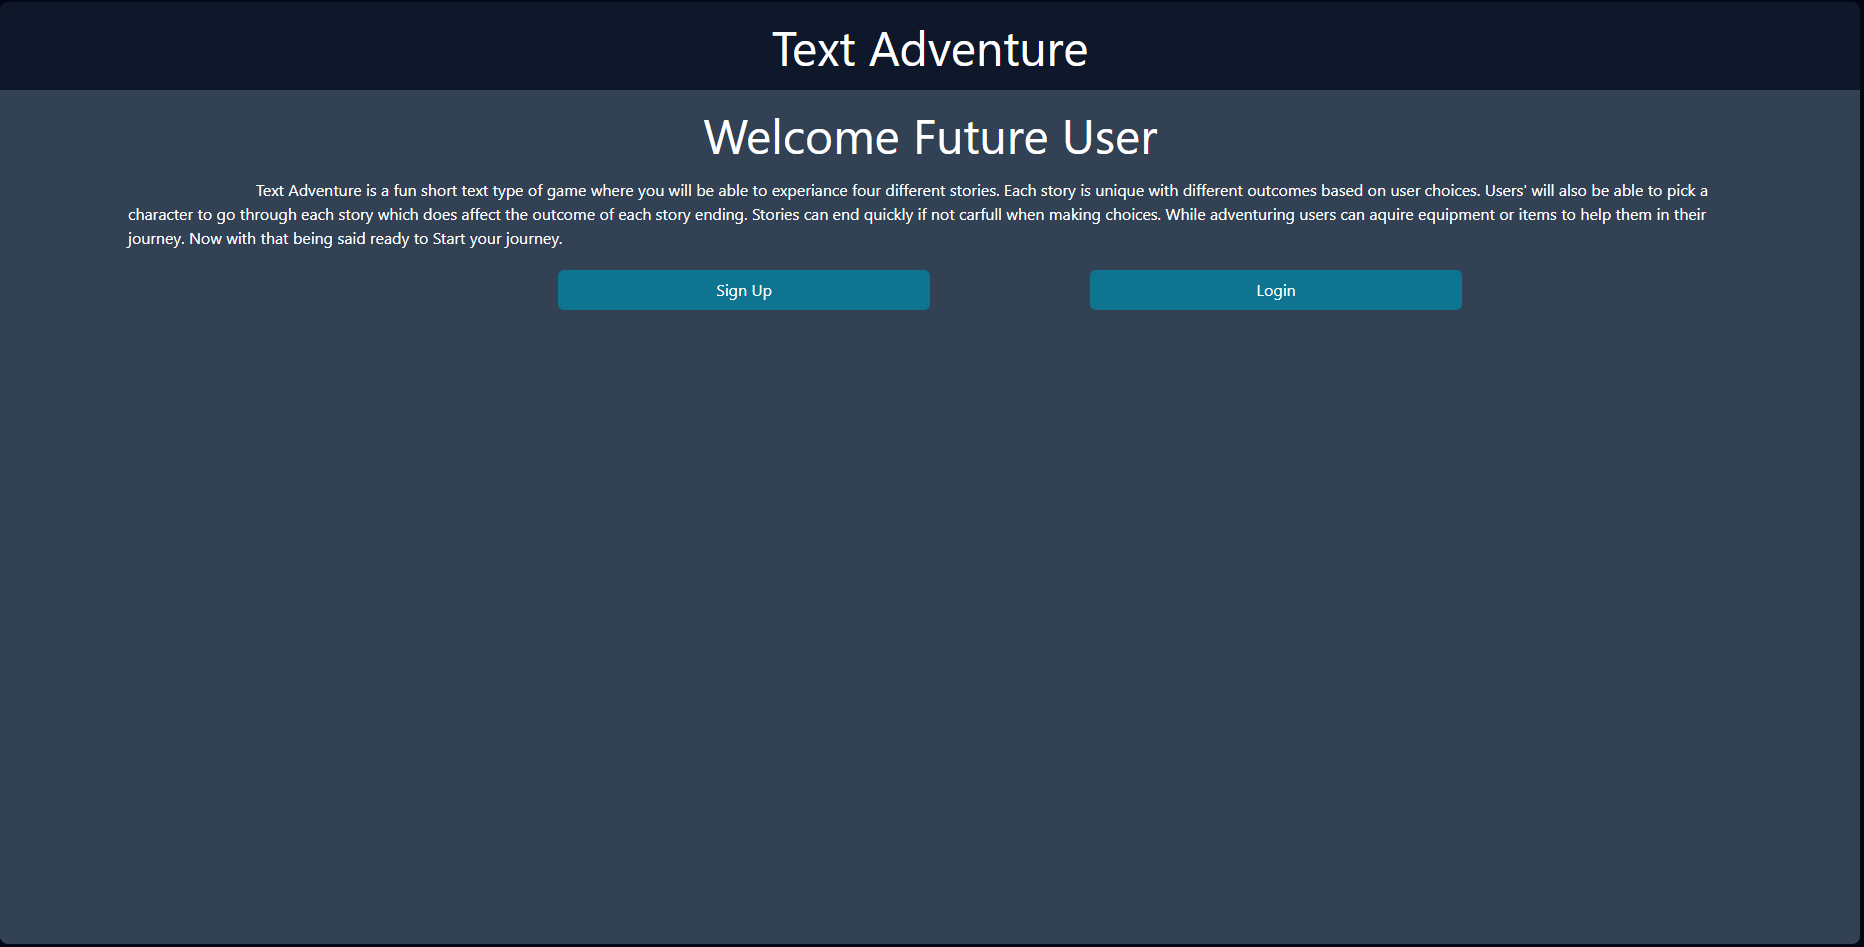 Text Adventure
Welcome Future User
Text Adventure is a fun short text type of game where you will be able to experiance four different stories. Each story is unique with different outcomes based on user choices. Users' will also be able to pick a
character to go through each story which does affect the outcome of each story ending. Stories can end quickly if not carfull when making choices. While adventuring users can aquire equipment or items to help them in their
journey. Now with that being said ready to Start your journey.
Sign Up
Login